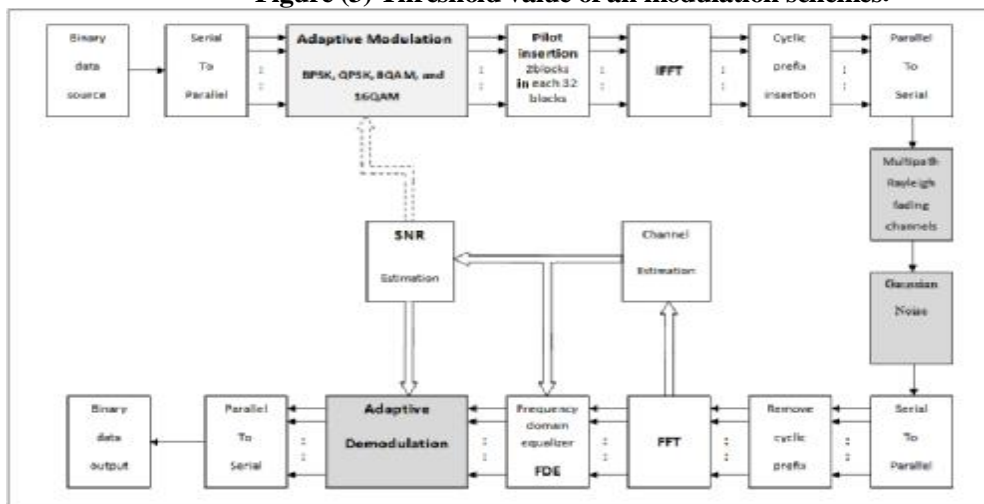 Figure (3) Threshold value of all modulation schemes.
Binary
data
source
Serial
To
Parallel
Adaptive Modulation
BPSK, QPSK, 8QAM, and
16QAM
Pilot
insertion
2blocks
in each 32
blocks
IFFT
Cyclic
prefix
insertion
Parallel
To
Serial
Multipath
Rayleigh
fading
channels
SNR
Estimation
Channel
Estimation
Gaussian
Noise
Binary
data
output
Parallel
To
Serial
Adaptive
Demodulation
Frequency
domain
equalizer
FDE
FFT
Remove
cyclic
prefix
Serial
To
Parallel